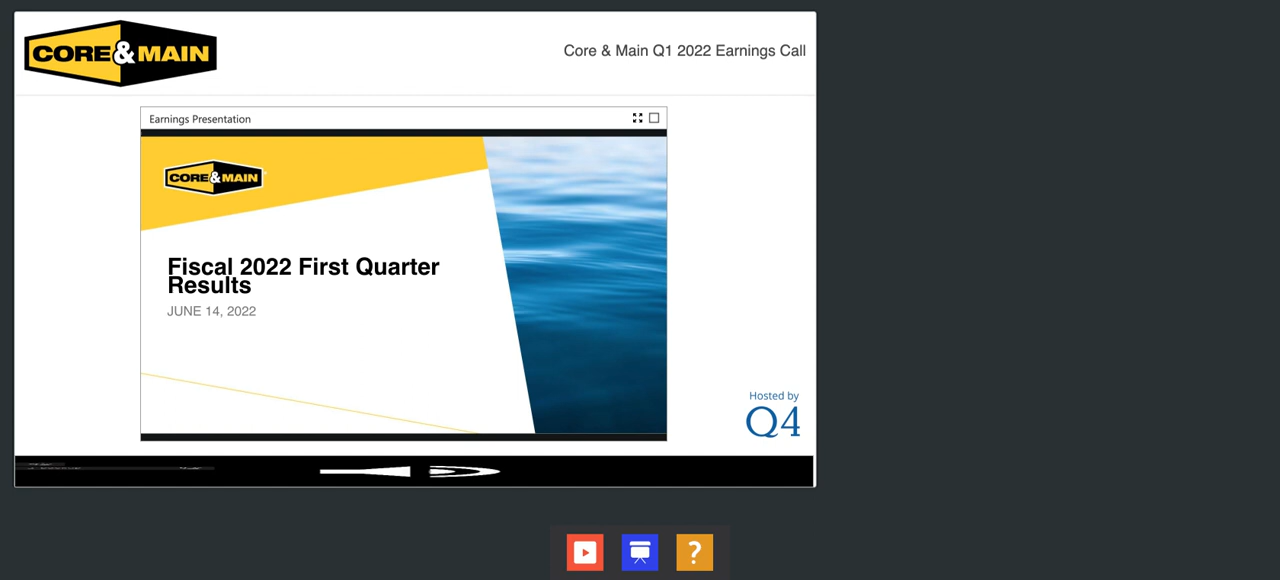 CORE&MAIN
Core & Main Q1 2022 Earnings Call
Earnings Presentation
CORE&MAIN
Fiscal 2022 First Quarter
Results
JUNE 14, 2022
Hosted by
Q4
?